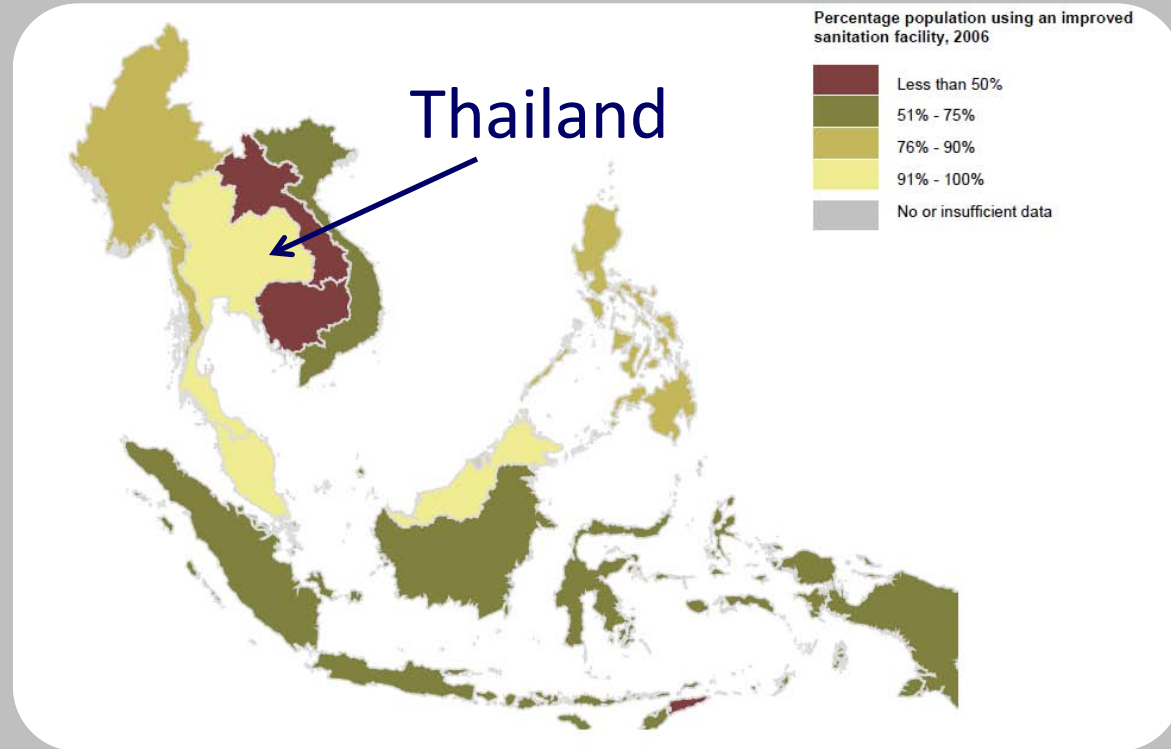 Percentage population using an improved
sanitation facility, 2006
Less than 50%
51% - 75%
76% - 90%
91% - 100%
No or insufficient data
Thailand